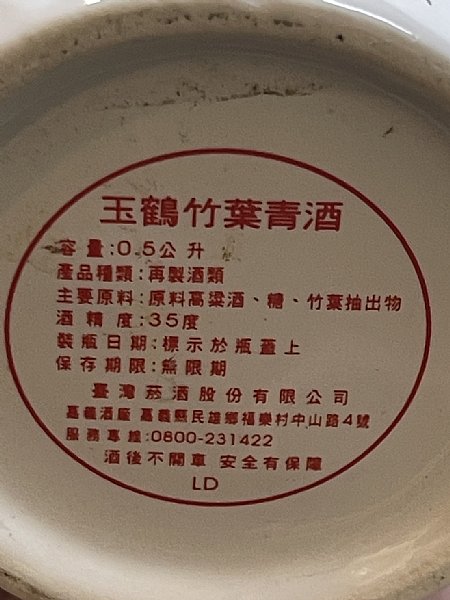 玉鶴竹葉青酒
容量:0.5公升
產品種類:再製酒類
主要原料:原料高粱酒、糖、竹葉抽出物
酒精度:35度
裝瓶日期:標示於瓶蓋上
保存期限:無限期
臺灣菸酒股份有限公司
嘉義酒廠 嘉義縣民雄鄉福樂村中山路4號
服務專線:0800-231422
酒後不開車 安全有保障
LD